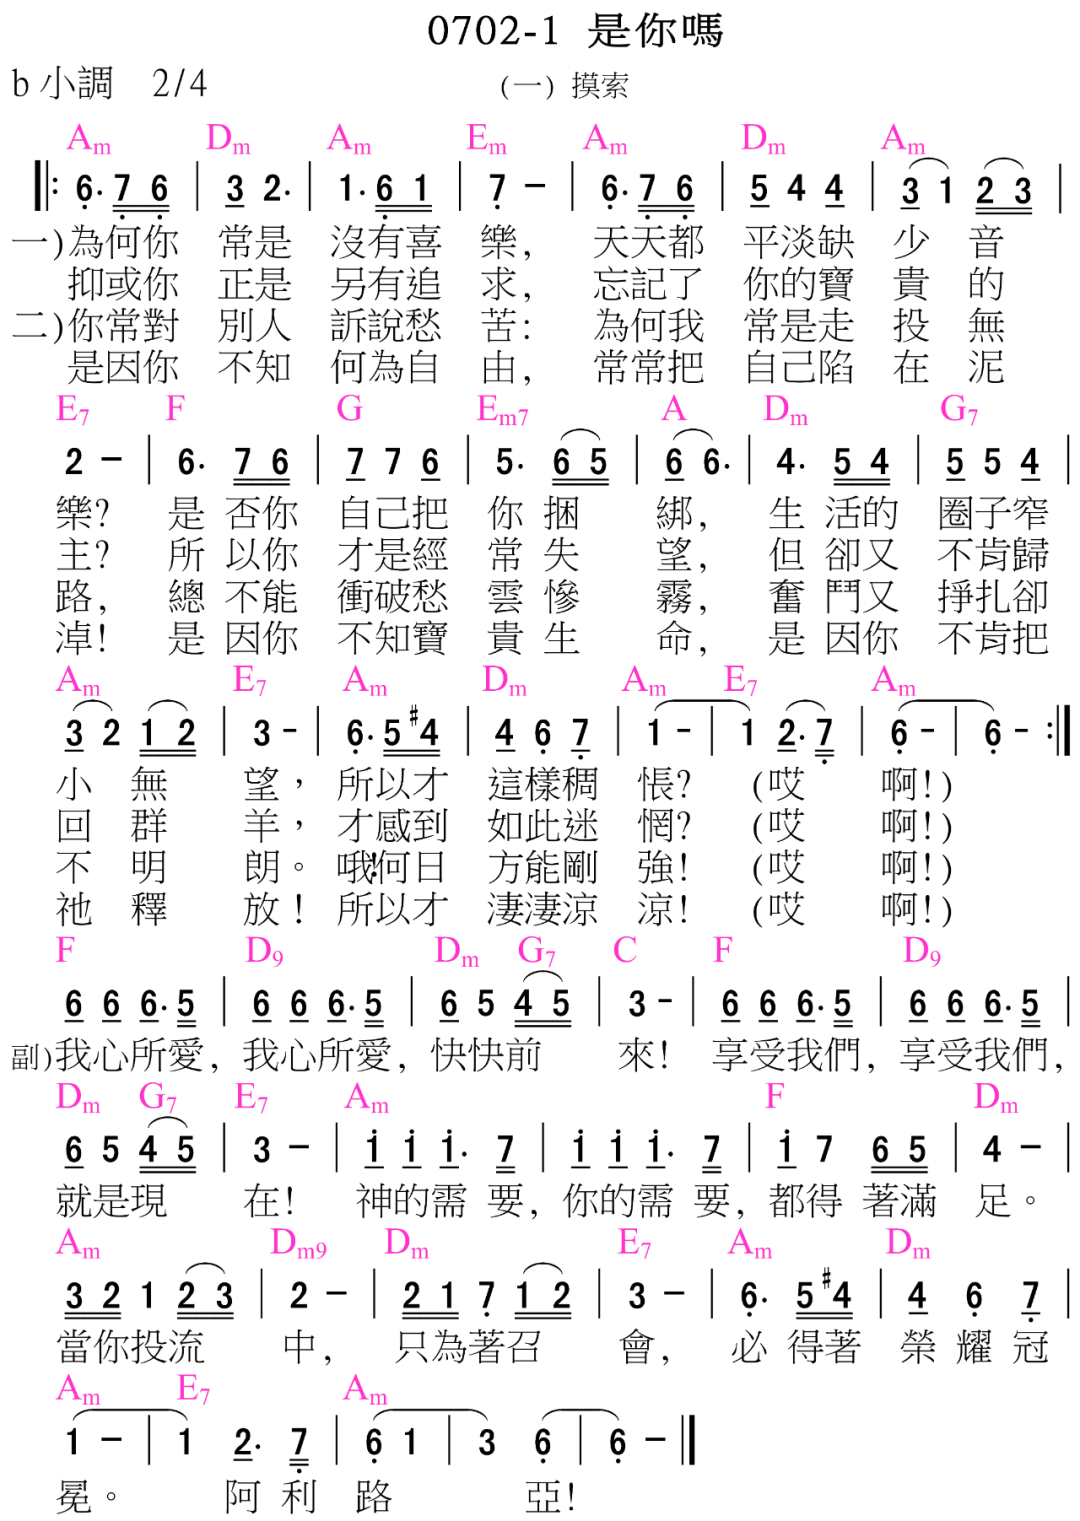 0702-1 是你嗎
b 小調 2/4 (一) 摸索
Am Dm Am Em Am Dm Am
‖: 6. 7 6 | 3 2. | 1. 6 1 | 7 － | 6. 7 6 | 5 4 4 | 3 1 2 3 |
一)為何你 常是 沒有喜 樂, 天天都 平淡缺 少 音
抑或你 正是 另有追 求, 忘記了 你的寶 貴 的
二)你常對 別人 訴說愁 苦: 為何我 常是走 投 無
是因你 不知 何為自 由, 常常把 自己陷 在 泥
E7 F G Em7 A Dm G7
2 － | 6. 7 6 | 7 7 6 | 5. 6 5 | 6 6. | 4. 5 4 | 5 5 4 |
樂? 是 否你 自己把 你 捆 綁, 生 活的 圈子窄
主? 所 以你 才是經 常 失 望, 但 卻又 不肯歸
路, 總 不能 衝破愁 雲 慘 霧, 奮 鬥又 掙扎卻
淖! 是 因你 不知寶 貴 生 命, 是 因你 不肯把
Am E7 Am Dm Am E7 Am
3 2 1 2 | 3 - | 6. 5 #4 | 4 6 7 | 1 - | 1 2. 7 | 6 - | 6 - :‖
小 無 望, 所以才 這樣稠 悵? (哎 啊!)
回 群 羊, 才感到 如此迷 惘? (哎 啊!)
不 明 朗。 哦!何日 方能剛 強! (哎 啊!)
祂 釋 放! 所以才 淒淒涼 涼! (哎 啊!)
F D9 Dm G7 C F D9
6 6 6. 5 | 6 6 6. 5 | 6 5 4 5 | 3 - | 6 6 6. 5 | 6 6 6. 5 |
副)我心所愛, 我心所愛, 快快前 來! 享受我們, 享受我們,
Dm G7 E7 Am F Dm
6 5 4 5 | 3 － | i i i. 7 | i i i. 7 | i 7 6 5 | 4 － |
就是現 在! 神的需 要, 你的需 要, 都得 著滿 足。
Am Dm9 Dm E7 Am Dm
3 2 1 2 3 | 2 － | 2 1 7 1 2 | 3 － | 6. 5 #4 | 4 6 7 |
當你投流 中, 只為著召 會, 必 得著 榮 耀 冠
Am E7 Am
1 － | 1 2. 7 | 6 1 | 3 6 | 6 － ‖
冕。 阿 利 路 亞!